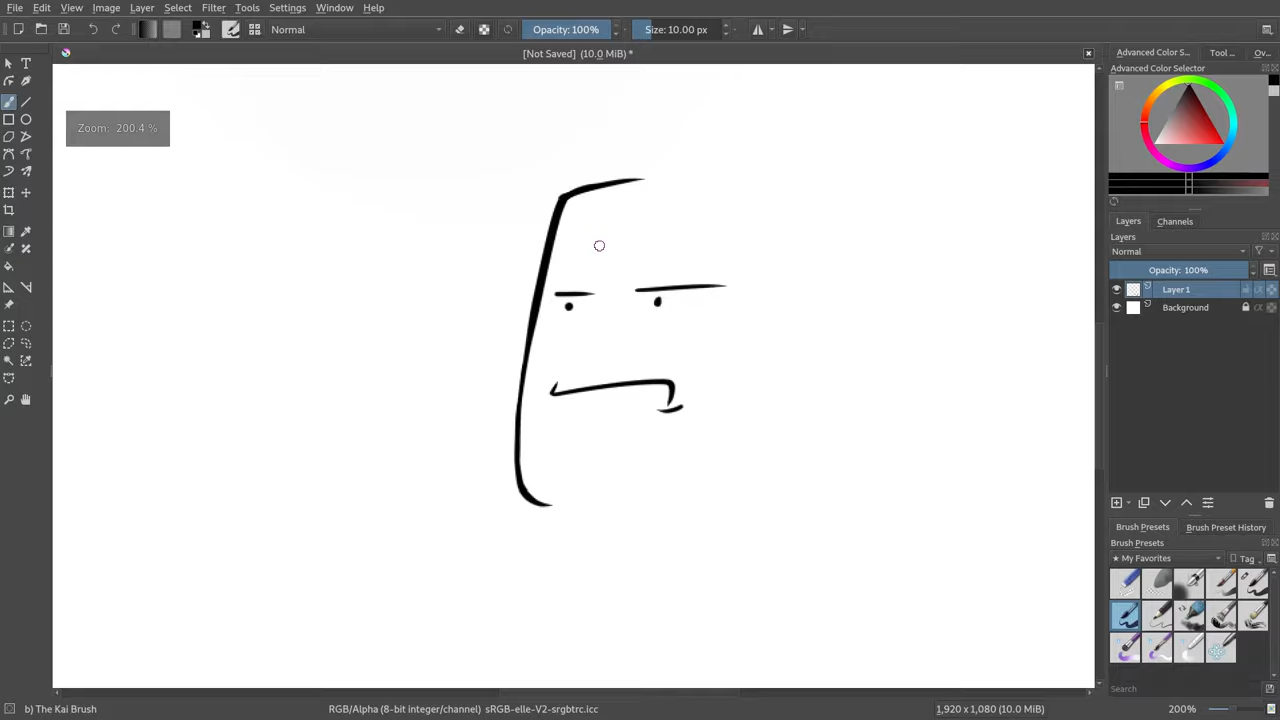 File Edit View Image Layer Select Filter Tools Settings Window Help
Normal Opacity: 100% Size: 10.00 px
[Not Saved] (10.0 MiB) *
Advanced Color S... Tool ... Ov...
Advanced Color Selector
Zoom: 200.4 %
Layers Channels
Layers
Normal
Opacity: 100%
Layer 1
Background
Brush Presets Brush Preset History
Brush Presets
★ My Favorites Tag
Search
b) The Kai Brush RGB/Alpha (8-bit integer/channel) sRGB-elle-V2-srgbtrc.icc 1,920 x 1,080 (10.0 MiB) 200%